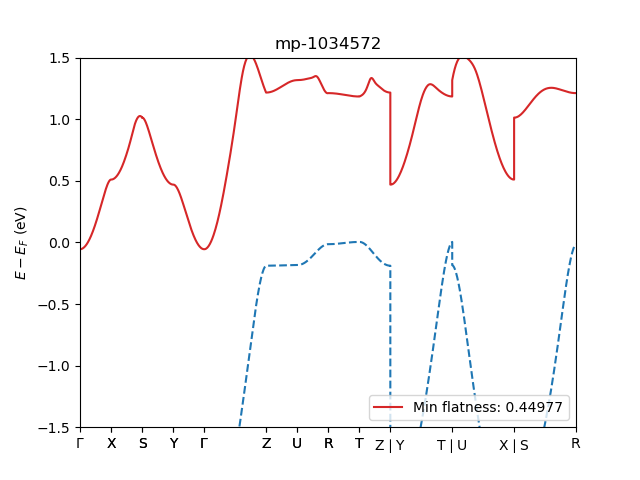 mp-1034572
E − E_F (eV)
1.5
1.0
0.5
0.0
−0.5
−1.0
−1.5
Min flatness: 0.44977
Γ X S Y Γ Z U R T Z | Y T | U X | S R